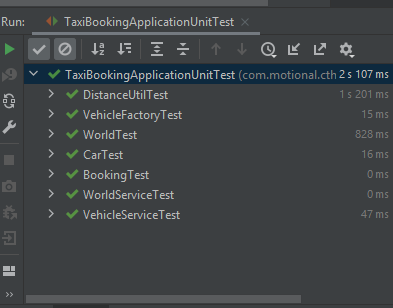 Run: TaxiBookingApplicationUnitTest ×
TaxiBookingApplicationUnitTest (com.motional.cth 2 s 107 ms
DistanceUtilTest 1 s 201 ms
VehicleFactoryTest 15 ms
WorldTest 828 ms
CarTest 16 ms
BookingTest 0 ms
WorldServiceTest 0 ms
VehicleServiceTest 47 ms